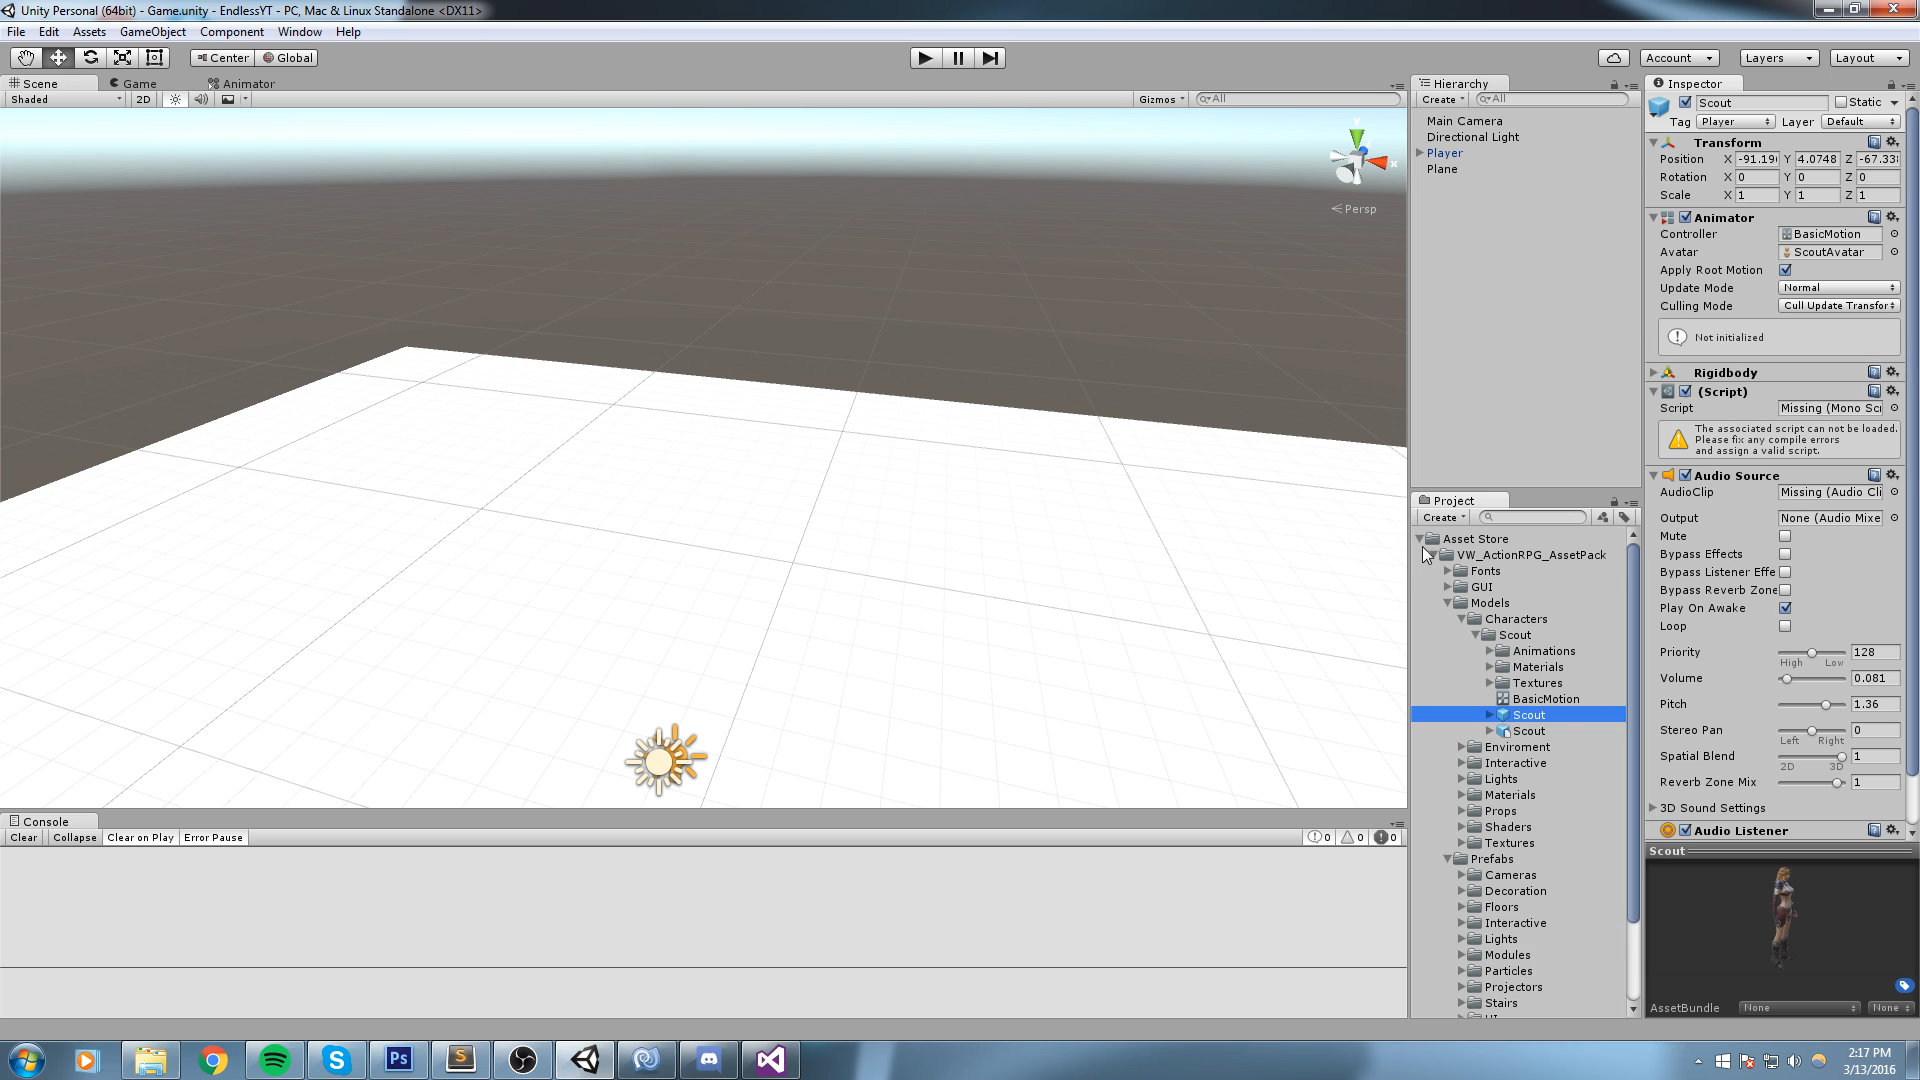 Unity Personal (64bit) - Game.unity - EndlessYT - PC, Mac & Linux Standalone <DX11>
File Edit Assets GameObject Component Window Help
Center Global Account Layers Layout
Scene Game Animator
Shaded 2D Gizmos All
Persp
y
x
Console
Clear Collapse Clear on Play Error Pause 0 0 0
Hierarchy
Create All
Main Camera
Directional Light
Player
Plane
Project
Create
Asset Store
VW_ActionRPG_AssetPack
Fonts
GUI
Models
Characters
Scout
Animations
Materials
Textures
BasicMotion
Scout
Scout
Enviroment
Interactive
Lights
Materials
Props
Shaders
Textures
Prefabs
Cameras
Decoration
Floors
Interactive
Lights
Modules
Particles
Projectors
Stairs
Inspector
Scout Static
Tag Player Layer Default
Transform
Position X -91.19 Y 4.0748 Z -67.33
Rotation X 0 Y 0 Z 0
Scale X 1 Y 1 Z 1
Animator
Controller BasicMotion
Avatar ScoutAvatar
Apply Root Motion
Update Mode Normal
Culling Mode Cull Update Transfor
Not initialized
Rigidbody
(Script)
Script Missing (Mono Scr
The associated script can not be loaded.
Please fix any compile errors
and assign a valid script.
Audio Source
AudioClip Missing (Audio Cli
Output None (Audio Mixe
Mute
Bypass Effects
Bypass Listener Effe
Bypass Reverb Zone
Play On Awake
Loop
Priority 128
High Low
Volume 0.081
Pitch 1.36
Stereo Pan 0
Left Right
Spatial Blend 1
2D 3D
Reverb Zone Mix 1
3D Sound Settings
Audio Listener
Scout
AssetBundle None None
Ps S
2:17 PM
3/13/2016